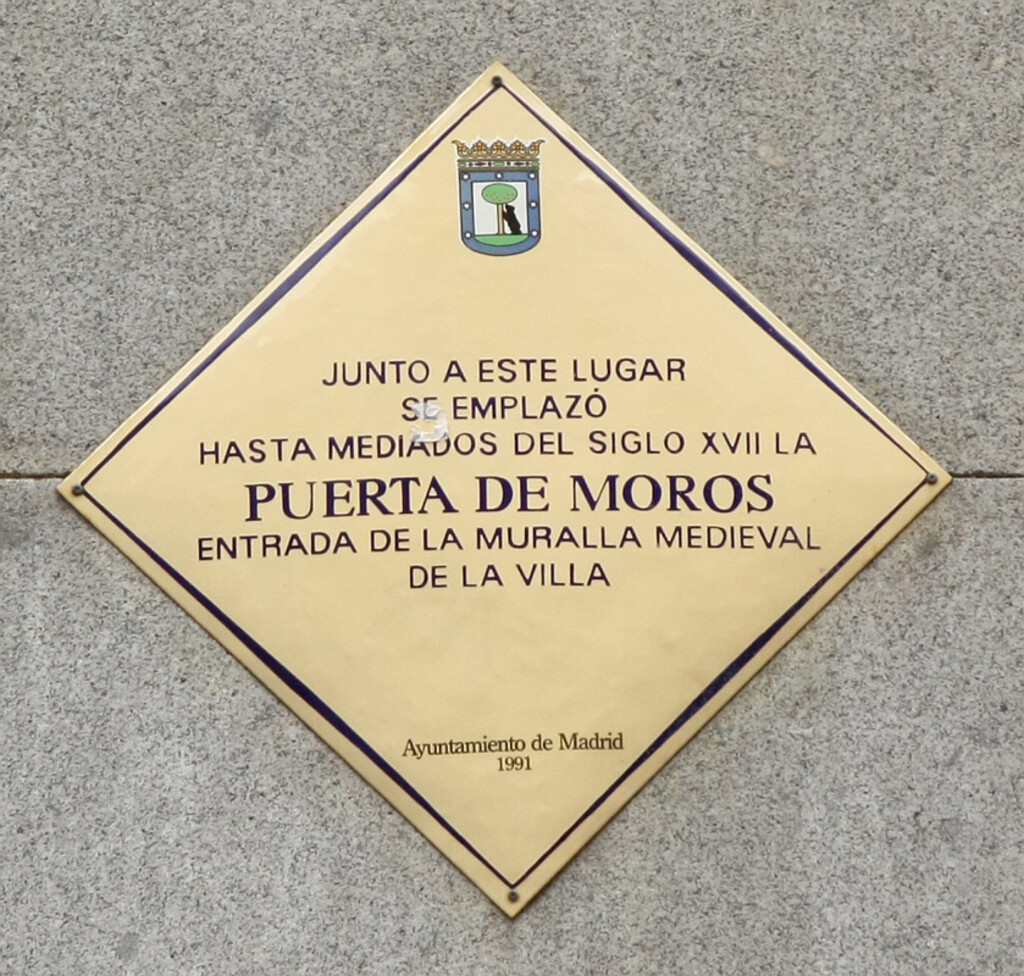 JUNTO A ESTE LUGAR
SE EMPLAZÓ
HASTA MEDIADOS DEL SIGLO XVII LA
PUERTA DE MOROS
ENTRADA DE LA MURALLA MEDIEVAL
DE LA VILLA
Ayuntamiento de Madrid
1991